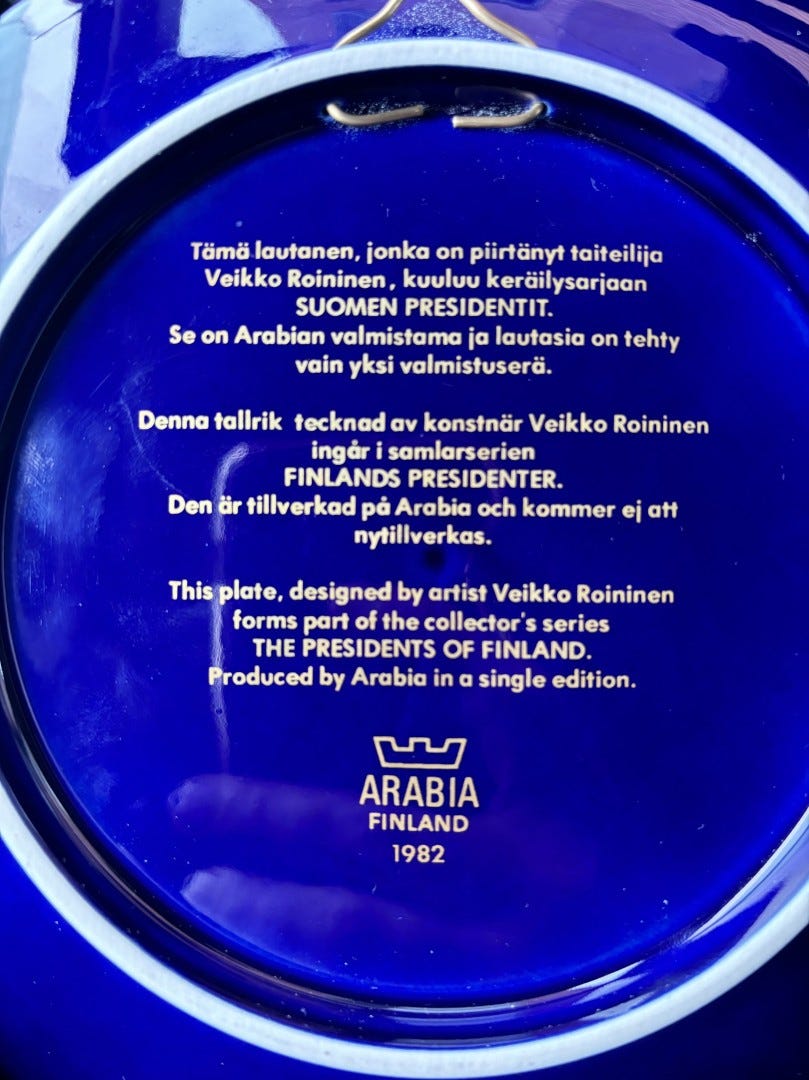 Tämä lautanen, jonka on piirtänyt taiteilija
Veikko Roininen, kuuluu keräilysarjaan
SUOMEN PRESIDENTIT.
Se on Arabian valmistama ja lautasia on tehty
vain yksi valmistuserä.
Denna tallrik tecknad av konstnär Veikko Roininen
ingår i samlarserien
FINLANDS PRESIDENTER.
Den är tillverkad på Arabia och kommer ej att
nytillverkas.
This plate, designed by artist Veikko Roininen
forms part of the collector's series
THE PRESIDENTS OF FINLAND.
Produced by Arabia in a single edition.
ARABIA
FINLAND
1982